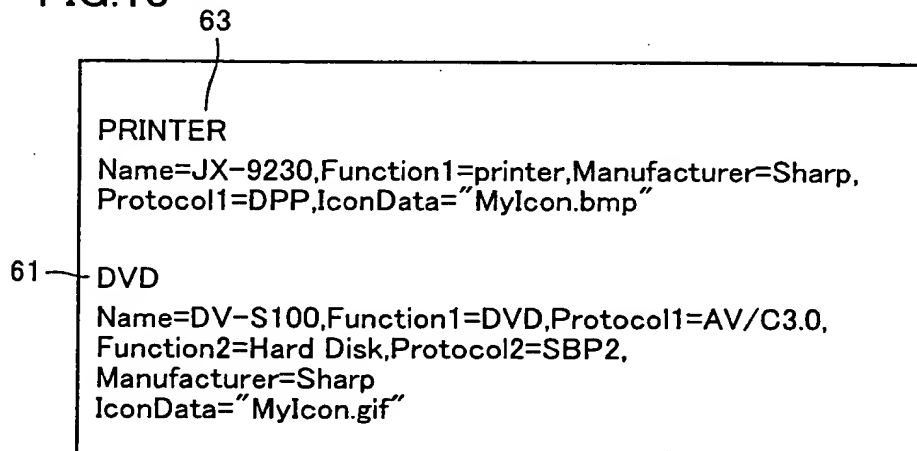 63
PRINTER
Name=JX-9230,Function1=printer,Manufacturer=Sharp,
Protocol1=DPP,IconData="MyIcon.bmp"
61
DVD
Name=DV-S100,Function1=DVD,Protocol1=AV/C3.0,
Function2=Hard Disk,Protocol2=SBP2,
Manufacturer=Sharp
IconData="MyIcon.gif"